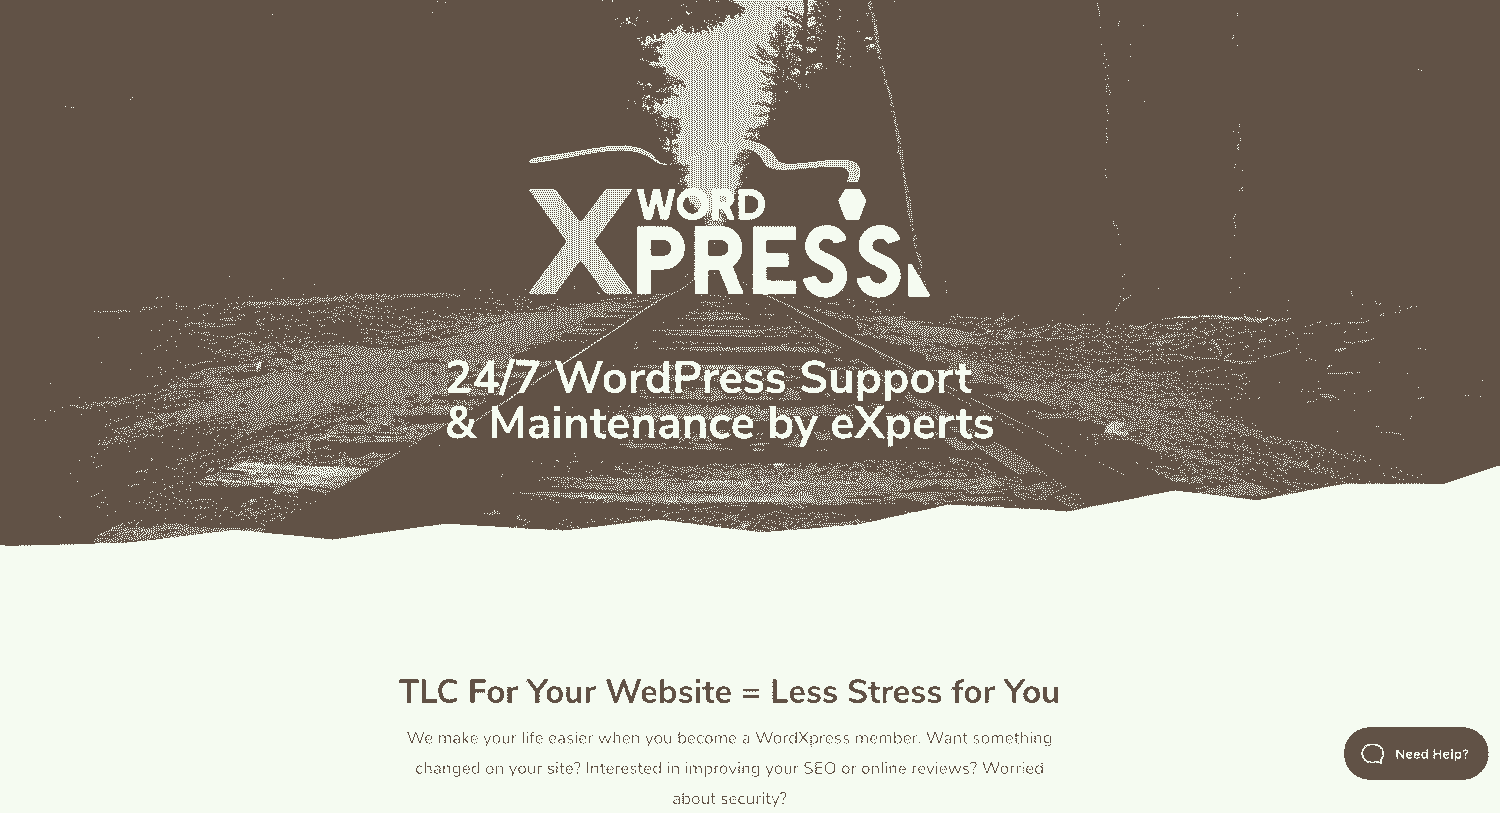 WORD
XPRESS
24/7 WordPress Support
& Maintenance by eXperts
TLC For Your Website = Less Stress for You
We make your life easier when you become a WordXpress member. Want something
changed on your site? Interested in improving your SEO or online reviews? Worried
about security?
Need Help?